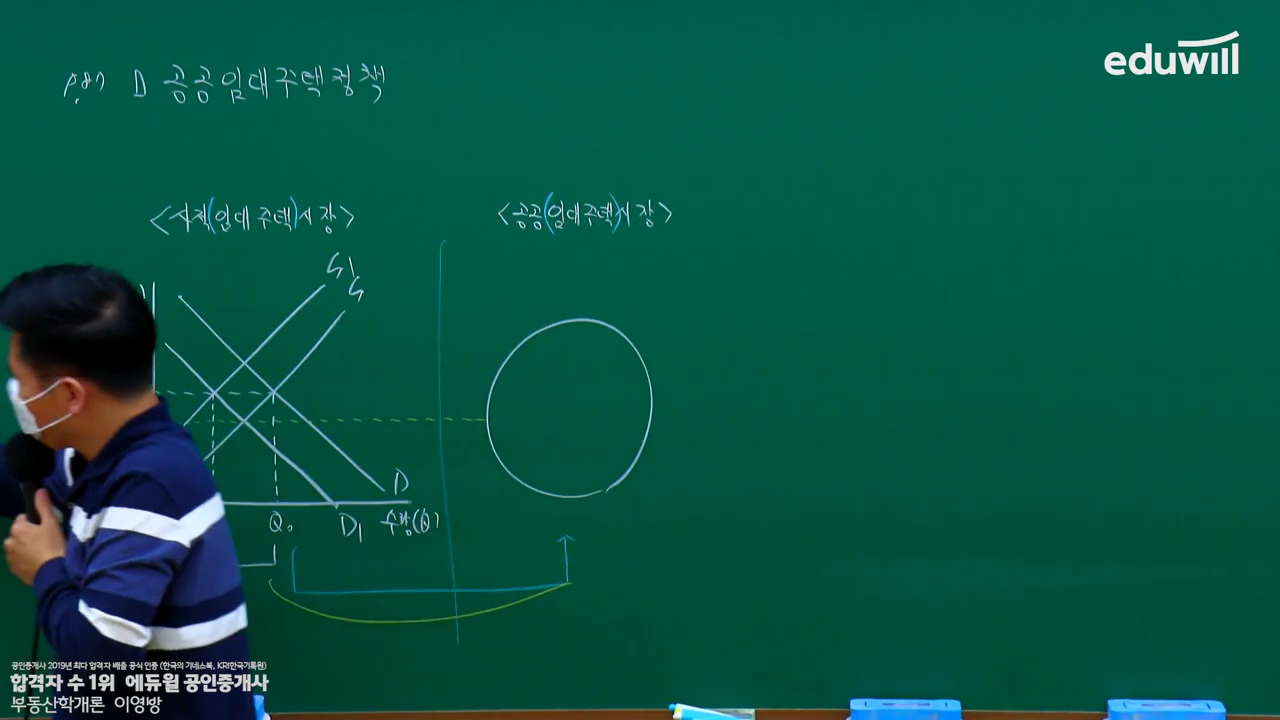 eduwill
P87 1) 공공임대주택정책
<사적(임대주택)시장>
<공공(임대주택)시장>
S1
S
D
Q0
D1
수량(Q)
공인중개사 2019년 최다 합격자 배출 공식 인증 (한국의 기네스북, KRI한국기록원)
합격자 수 1위 에듀윌 공인중개사
부동산학개론 이영방